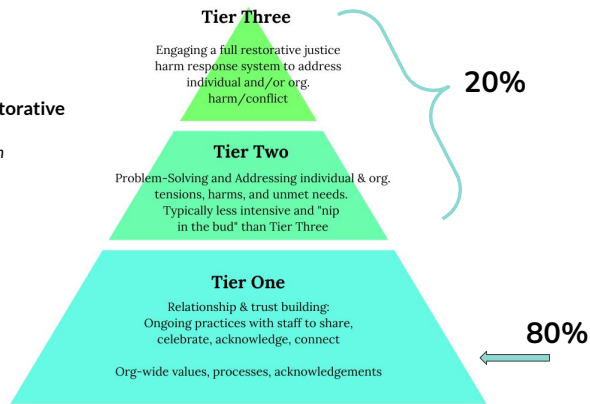 Tier Three
Engaging a full restorative justice
harm response system to address
individual and/or org.
harm/conflict
20%
torative
Tier Two
Problem-Solving and Addressing individual & org.
tensions, harms, and unmet needs.
Typically less intensive and "nip
in the bud" than Tier Three
Tier One
Relationship & trust building:
Ongoing practices with staff to share,
celebrate, acknowledge, connect
80%
Org-wide values, processes, acknowledgements